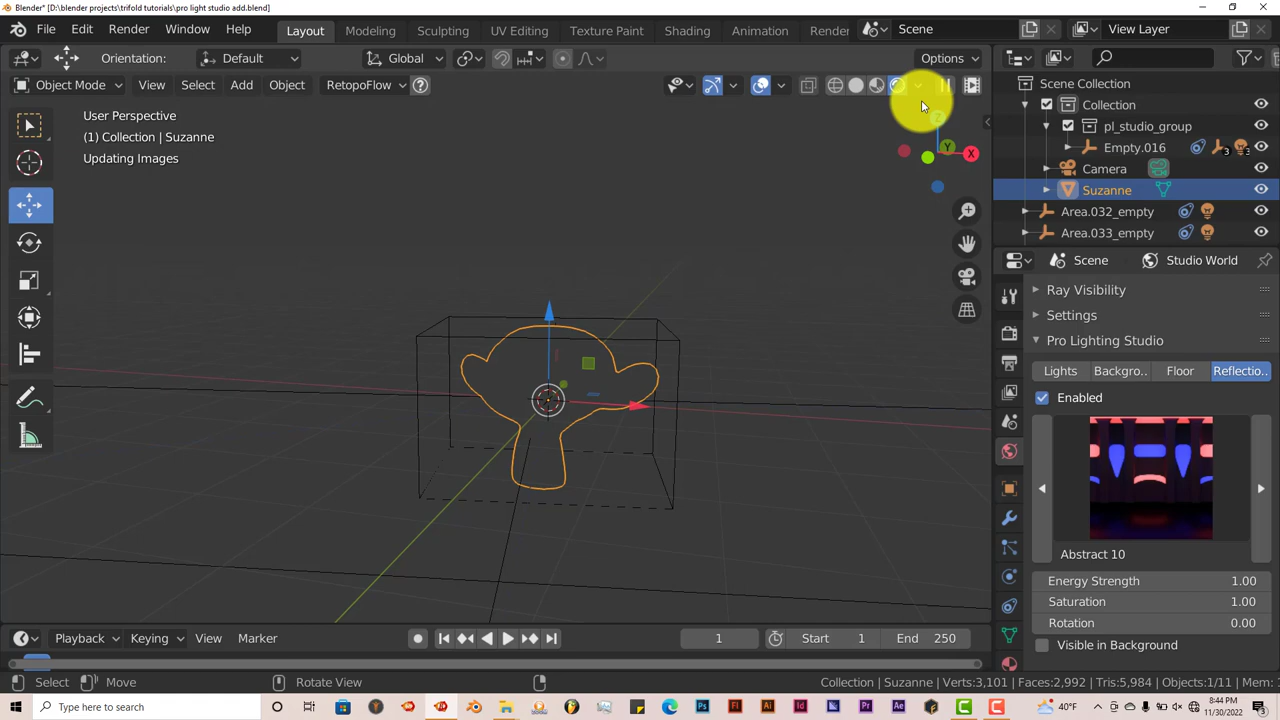 Blender* [D:\blender projects\trifold tutorials\pro light studio add.blend]
File Edit Render Window Help Layout Modeling Sculpting UV Editing Texture Paint Shading Animation Render Scene View Layer
Orientation: Default Global Options
Object Mode View Select Add Object RetopoFlow
User Perspective
(1) Collection | Suzanne
Updating Images
Z
Y
X
Scene Collection
Collection
pl_studio_group
Empty.016 3 3
Camera
Suzanne
Area.032_empty
Area.033_empty
Scene Studio World
Ray Visibility
Settings
Pro Lighting Studio
Lights Backgro.. Floor Reflectio..
Enabled
Abstract 10
Energy Strength 1.00
Saturation 1.00
Rotation 0.00
Visible in Background
Playback Keying View Marker 1 Start 1 End 250
Select Move Rotate View Collection | Suzanne Verts:3,101 | Faces:2,992 | Tris:5,984 | Objects:1/11 | Mem: 1
Type here to search
40°F
8:44 PM
11/30/2022